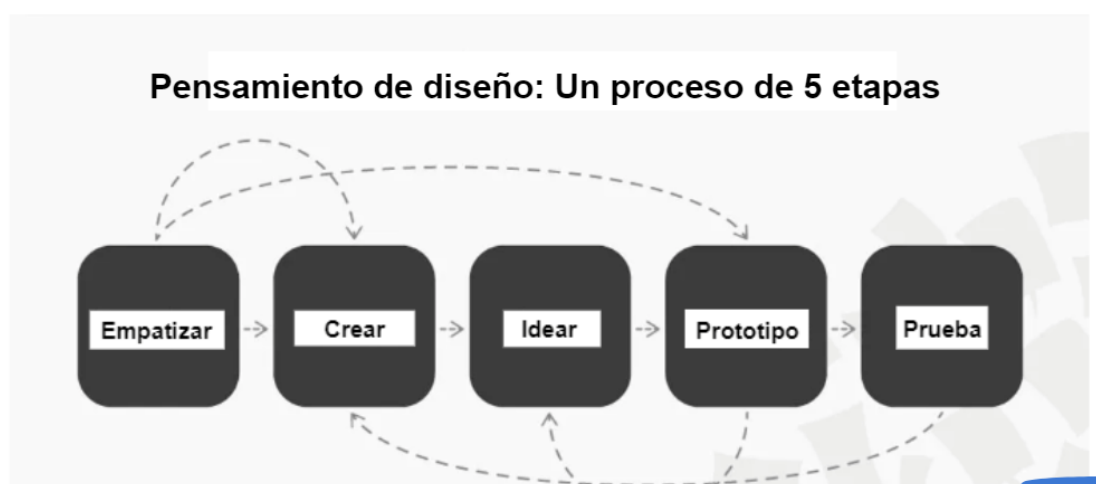 Pensamiento de diseño: Un proceso de 5 etapas
Empatizar
Crear
Idear
Prototipo
Prueba